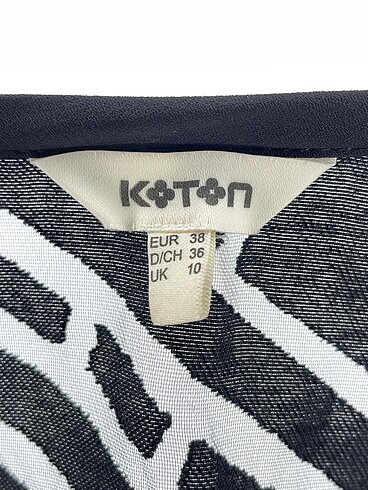 KOTON
EUR 38
D/CH 36
UK 10